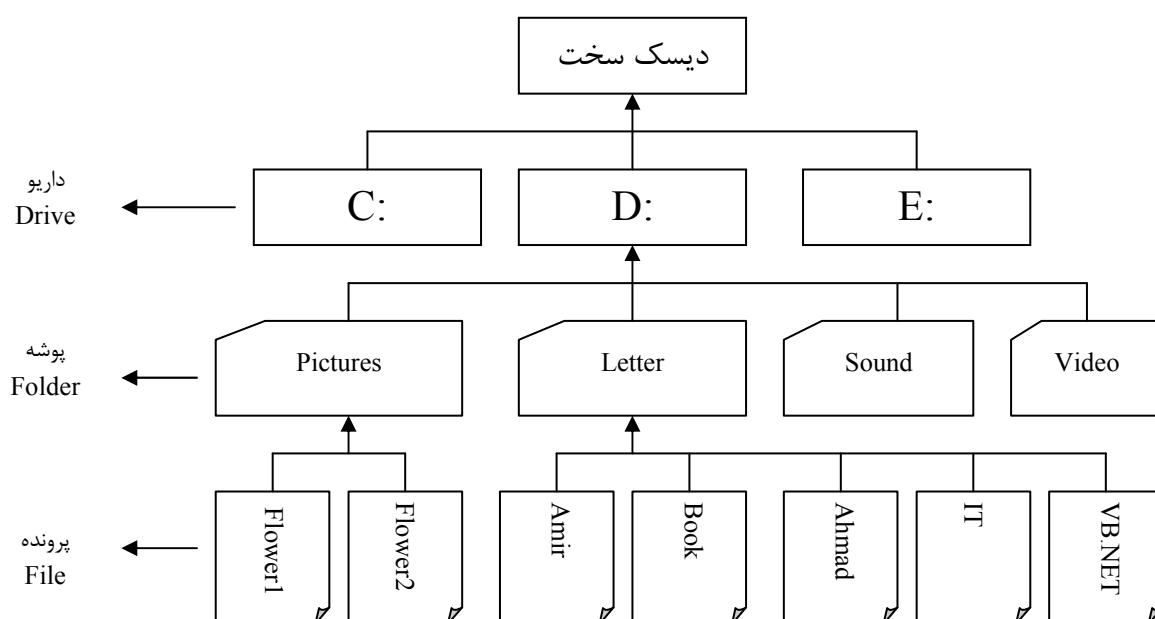 دیسک سخت
داریو
Drive
C:
D:
E:
پوشه
Folder
Pictures
Letter
Sound
Video
پرونده
File
Flower1
Flower2
Amir
Book
Ahmad
IT
VB.NET